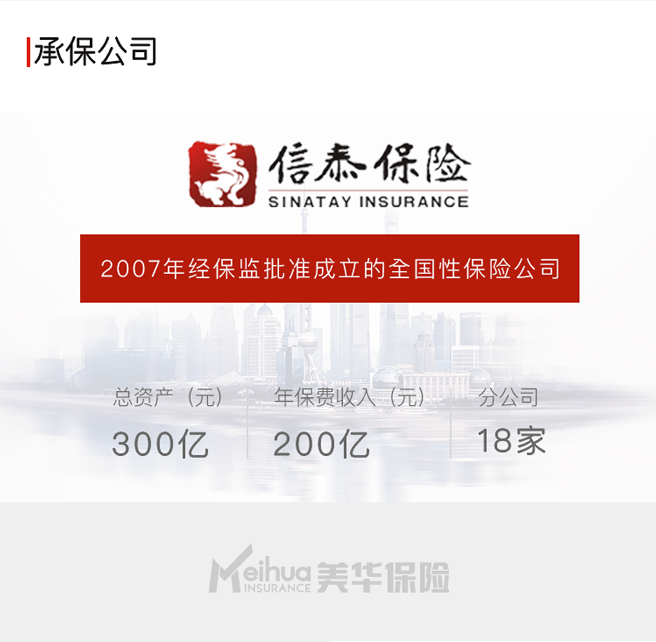 承保公司
信泰保险
SINATAY INSURANCE
2007年经保监批准成立的全国性保险公司
总资产（元） 年保费收入（元） 分公司
300亿 200亿 18家
Meihua INSURANCE 美华保险